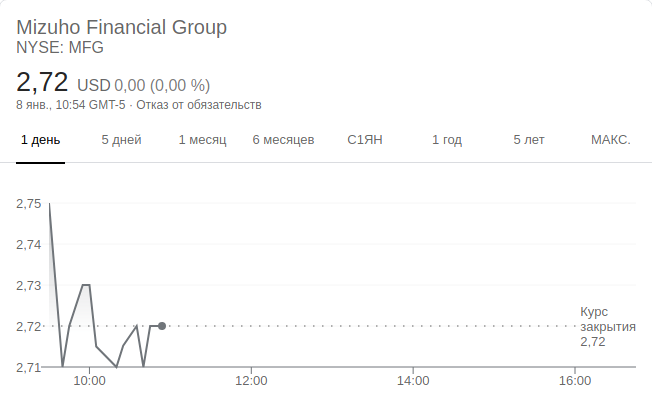 Mizuho Financial Group
NYSE: MFG
2,72 USD 0,00 (0,00 %)
8 янв., 10:54 GMT-5 · Отказ от обязательств
1 день 5 дней 1 месяц 6 месяцев С1ЯН 1 год 5 лет МАКС.
2,75
2,74
2,73
2,72
2,71
Курс
закрытия
2,72
10:00 12:00 14:00 16:00